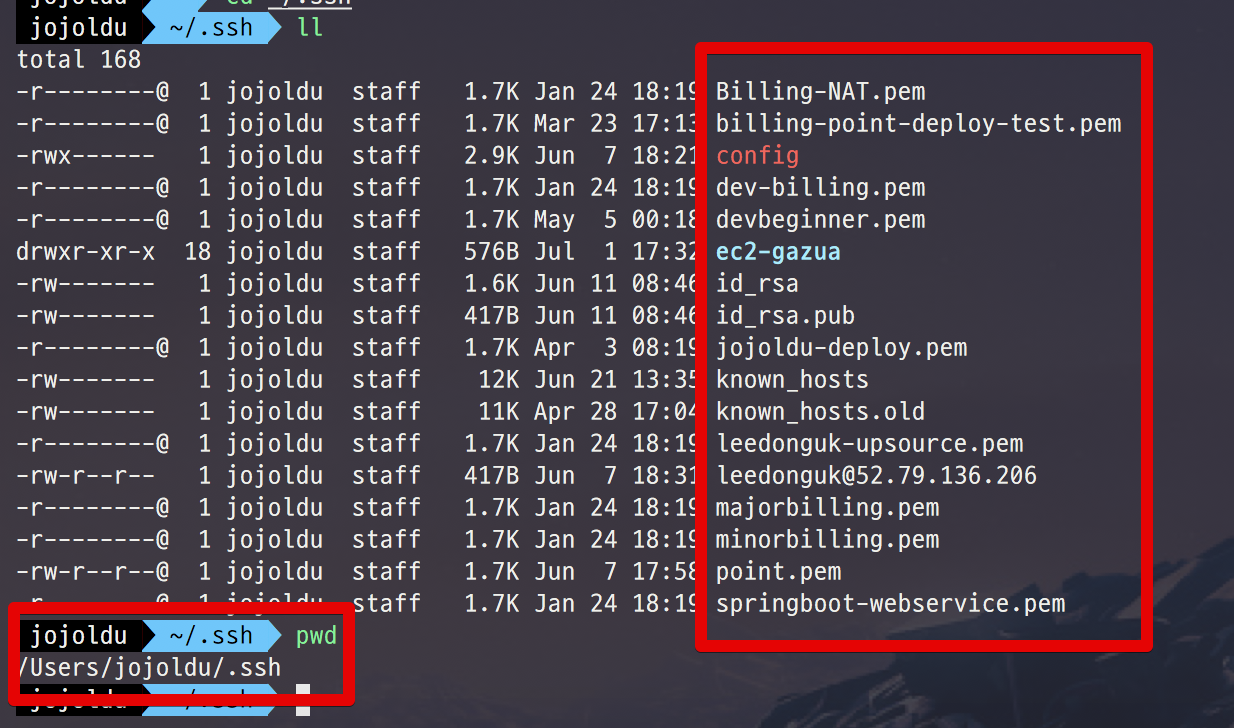 jojoldu cd ~/.ssh
jojoldu ~/.ssh ll
total 168
-r--------@ 1 jojoldu staff 1.7K Jan 24 18:19 Billing-NAT.pem
-r--------@ 1 jojoldu staff 1.7K Mar 23 17:13 billing-point-deploy-test.pem
-rwx------ 1 jojoldu staff 2.9K Jun 7 18:21 config
-r--------@ 1 jojoldu staff 1.7K Jan 24 18:19 dev-billing.pem
-r--------@ 1 jojoldu staff 1.7K May 5 00:18 devbeginner.pem
drwxr-xr-x 18 jojoldu staff 576B Jul 1 17:32 ec2-gazua
-rw------- 1 jojoldu staff 1.6K Jun 11 08:46 id_rsa
-rw------- 1 jojoldu staff 417B Jun 11 08:46 id_rsa.pub
-r--------@ 1 jojoldu staff 1.7K Apr 3 08:19 jojoldu-deploy.pem
-rw------- 1 jojoldu staff 12K Jun 21 13:35 known_hosts
-rw------- 1 jojoldu staff 11K Apr 28 17:04 known_hosts.old
-r--------@ 1 jojoldu staff 1.7K Jan 24 18:19 leedonguk-upsource.pem
-rw-r--r-- 1 jojoldu staff 417B Jun 7 18:31 leedonguk@52.79.136.206
-r--------@ 1 jojoldu staff 1.7K Jan 24 18:19 majorbilling.pem
-r--------@ 1 jojoldu staff 1.7K Jan 24 18:19 minorbilling.pem
-rw-r--r--@ 1 jojoldu staff 1.7K Jun 7 17:58 point.pem
-r--------@ 1 jojoldu staff 1.7K Jan 24 18:19 springboot-webservice.pem
jojoldu ~/.ssh pwd
/Users/jojoldu/.ssh
jojoldu ~/.ssh